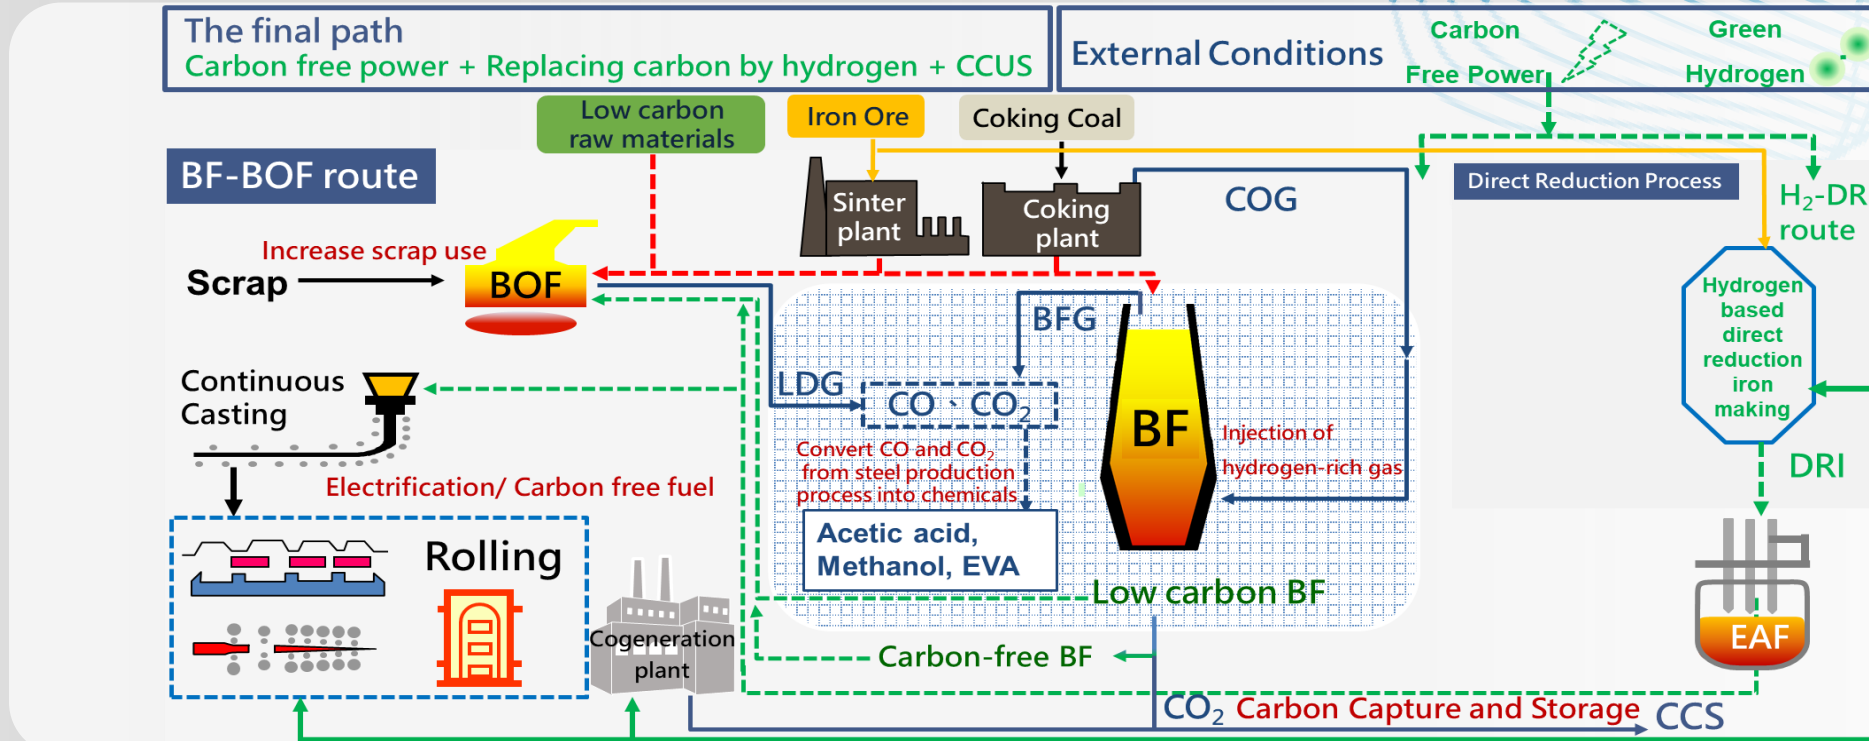 The final path
Carbon free power + Replacing carbon by hydrogen + CCUS
External Conditions
Carbon
Free Power
Green
Hydrogen
Low carbon
raw materials
Iron Ore
Coking Coal
BF-BOF route
Direct Reduction Process
Sinter
plant
Coking
plant
COG
H₂-DR
route
Increase scrap use
Scrap
BOF
BFG
Hydrogen
based
direct
reduction
iron
making
Continuous
Casting
LDG
CO、CO₂
BF
Injection of
hydrogen-rich gas
Convert CO and CO₂
from steel production
process into chemicals
DRI
Electrification/ Carbon free fuel
Acetic acid,
Methanol, EVA
Rolling
Low carbon BF
Cogeneration
plant
Carbon-free BF
EAF
CO₂ Carbon Capture and Storage CCS